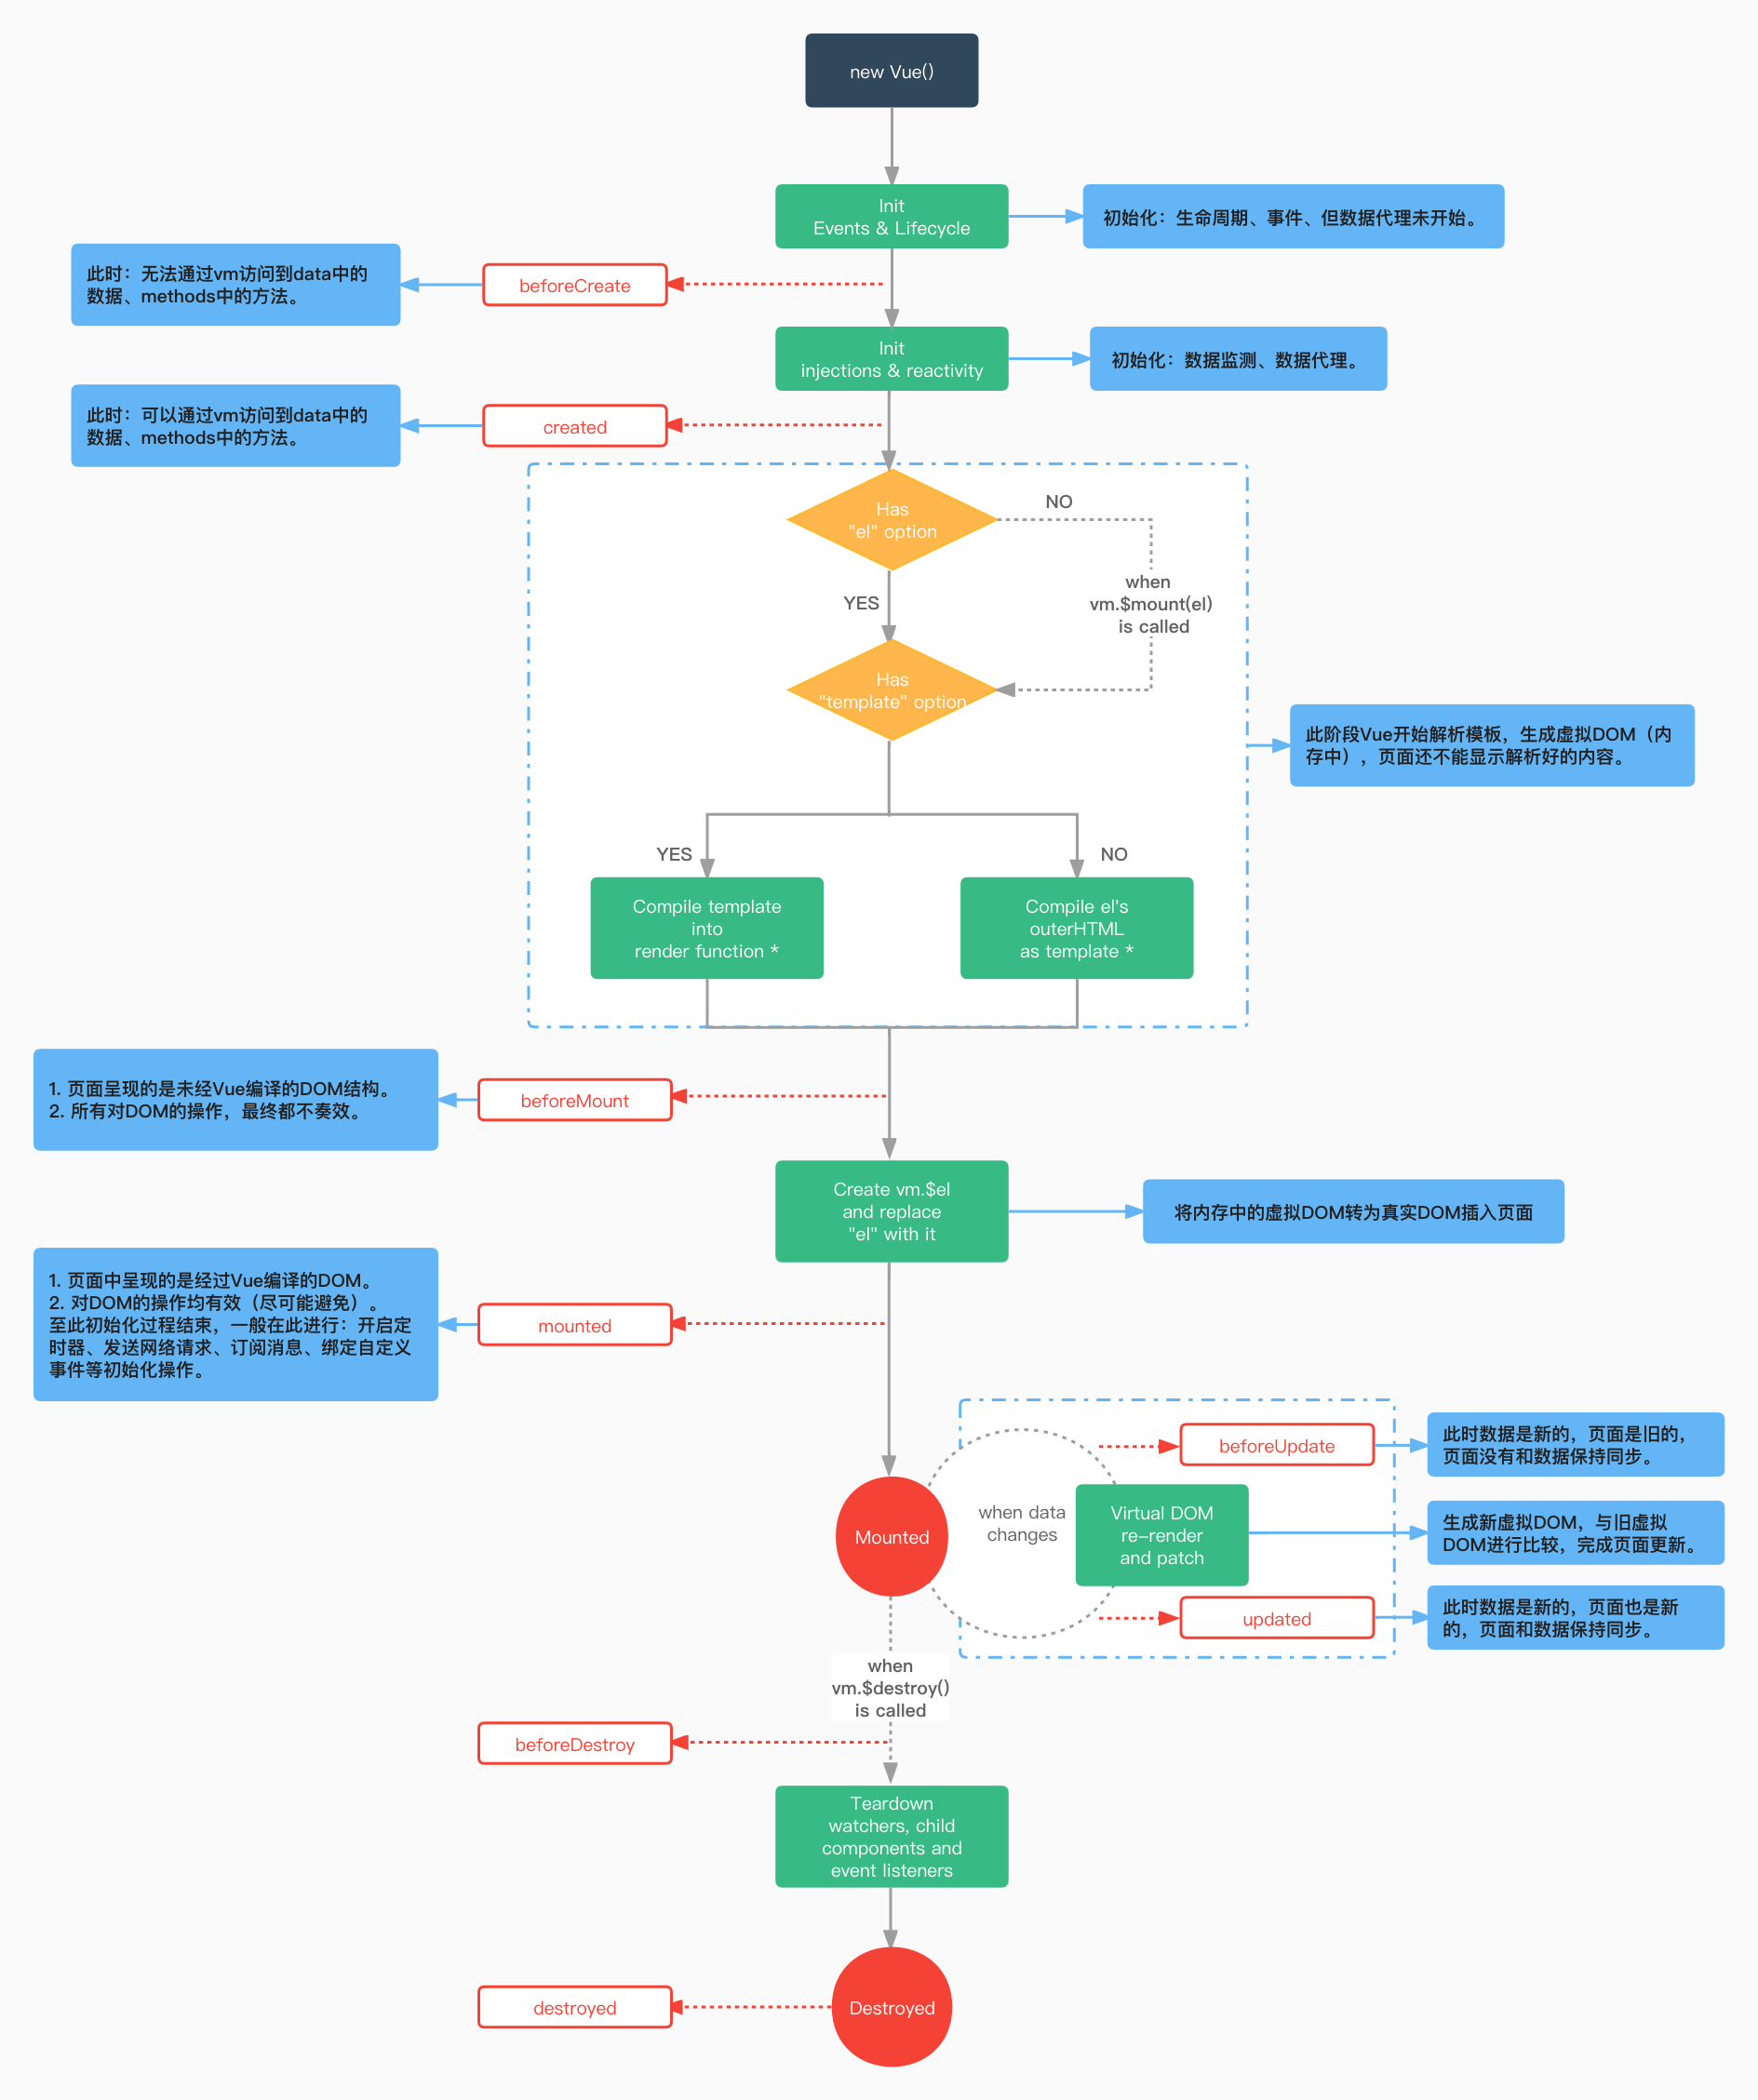 new Vue()
Init
Events & Lifecycle
初始化：生命周期、事件、但数据代理未开始。
此时：无法通过vm访问到data中的
数据、methods中的方法。
beforeCreate
Init
injections & reactivity
初始化：数据监测、数据代理。
此时：可以通过vm访问到data中的
数据、methods中的方法。
created
Has
"el" option
NO
YES
when
vm.$mount(el)
is called
Has
"template" option
此阶段Vue开始解析模板，生成虚拟DOM（内
存中），页面还不能显示解析好的内容。
YES
NO
Compile template
into
render function *
Compile el's
outerHTML
as template *
1. 页面呈现的是未经Vue编译的DOM结构。
2. 所有对DOM的操作，最终都不奏效。
beforeMount
Create vm.$el
and replace
"el" with it
将内存中的虚拟DOM转为真实DOM插入页面
1. 页面中呈现的是经过Vue编译的DOM。
2. 对DOM的操作均有效（尽可能避免）。
至此初始化过程结束，一般在此进行：开启定
时器、发送网络请求、订阅消息、绑定自定义
事件等初始化操作。
mounted
beforeUpdate
此时数据是新的，页面是旧的，
页面没有和数据保持同步。
Mounted
when data
changes
Virtual DOM
re-render
and patch
生成新虚拟DOM，与旧虚拟
DOM进行比较，完成页面更新。
updated
此时数据是新的，页面也是新
的，页面和数据保持同步。
when
vm.$destroy()
is called
beforeDestroy
Teardown
watchers, child
components and
event listeners
destroyed
Destroyed